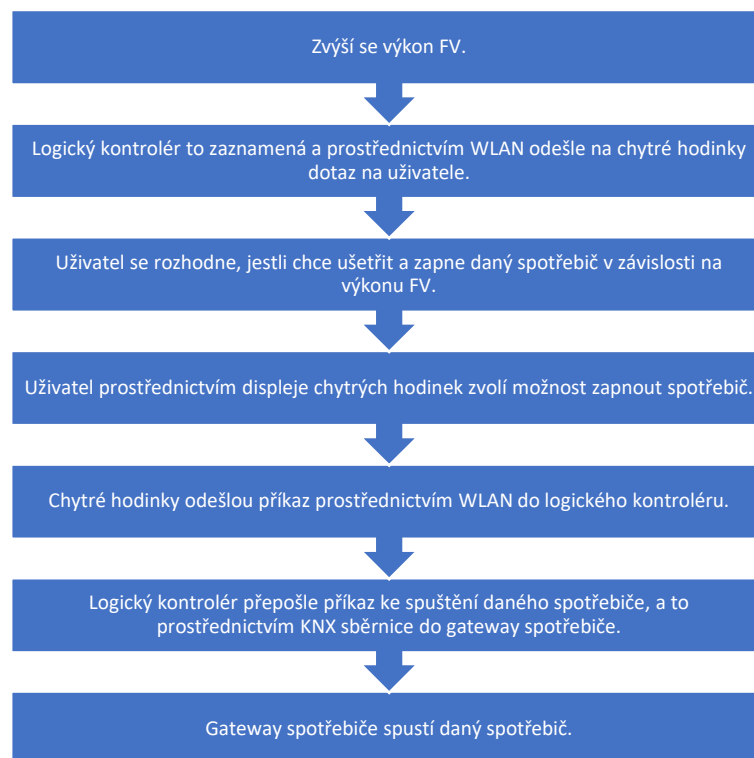 Zvýší se výkon FV.
Logický kontrolér to zaznamená a prostřednictvím WLAN odešle na chytré hodinky
dotaz na uživatele.
Uživatel se rozhodne, jestli chce ušetřit a zapne daný spotřebič v závislosti na
výkonu FV.
Uživatel prostřednictvím displeje chytrých hodinek zvolí možnost zapnout spotřebič.
Chytré hodinky odešlou příkaz prostřednictvím WLAN do logického kontroléru.
Logický kontrolér přepošle příkaz ke spuštění daného spotřebiče, a to
prostřednictvím KNX sběrnice do gateway spotřebiče.
Gateway spotřebiče spustí daný spotřebič.